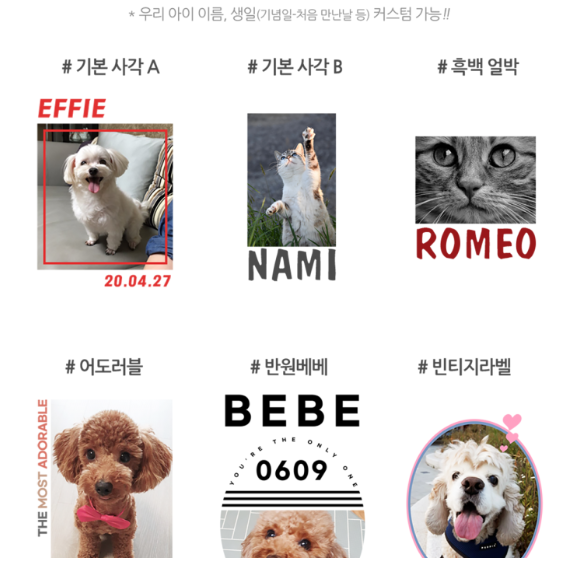 * 우리 아이 이름, 생일(기념일-처음 만난날 등) 커스텀 가능!!
# 기본 사각 A
# 기본 사각 B
# 흑백 얼박
EFFIE
20.04.27
NAMI
ROMEO
# 어도러블
# 반원베베
# 빈티지라벨
THE MOST ADORABLE
BEBE
YOU'BE THE ONLY ONE
0609